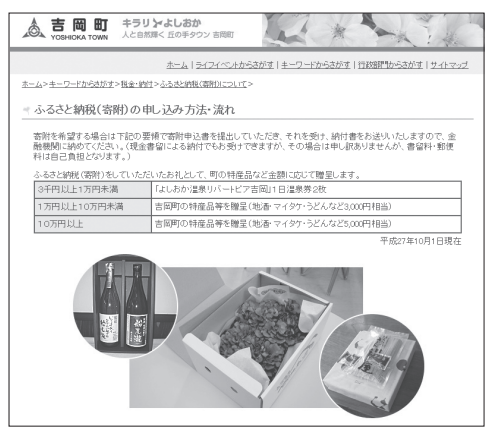 吉岡町
YOSHIOKA TOWN
キラリよしおか
人と自然輝く 丘の手タウン 吉岡町
ホーム | ライフイベントからさがす | キーワードからさがす | 行政部門からさがす | サイトマップ
ホーム>キーワードからさがす>税金・納付>ふるさと納税(寄附)について>
ふるさと納税(寄附)の申し込み方法・流れ
寄附を希望する場合は下記の要領で寄附申込書を提出していただき、それを受け、納付書をお送りいたしますので、金
融機関に納めてください。(現金書留による納付でもお受けできますが、その場合は申し訳ありませんが、書留料・郵便
料は自己負担となります。)
ふるさと納税(寄附)をしていただいたお礼として、町の特産品など金額に応じて贈呈します。
3千円以上1万円未満 「よしおか温泉リバートピア吉岡」1日温泉券2枚
1万円以上10万円未満 吉岡町の特産品等を贈呈(地酒・マイタケ・うどんなど3,000円相当)
10万円以上 吉岡町の特産品等を贈呈(地酒・マイタケ・うどんなど5,000円相当)
平成27年10月1日現在